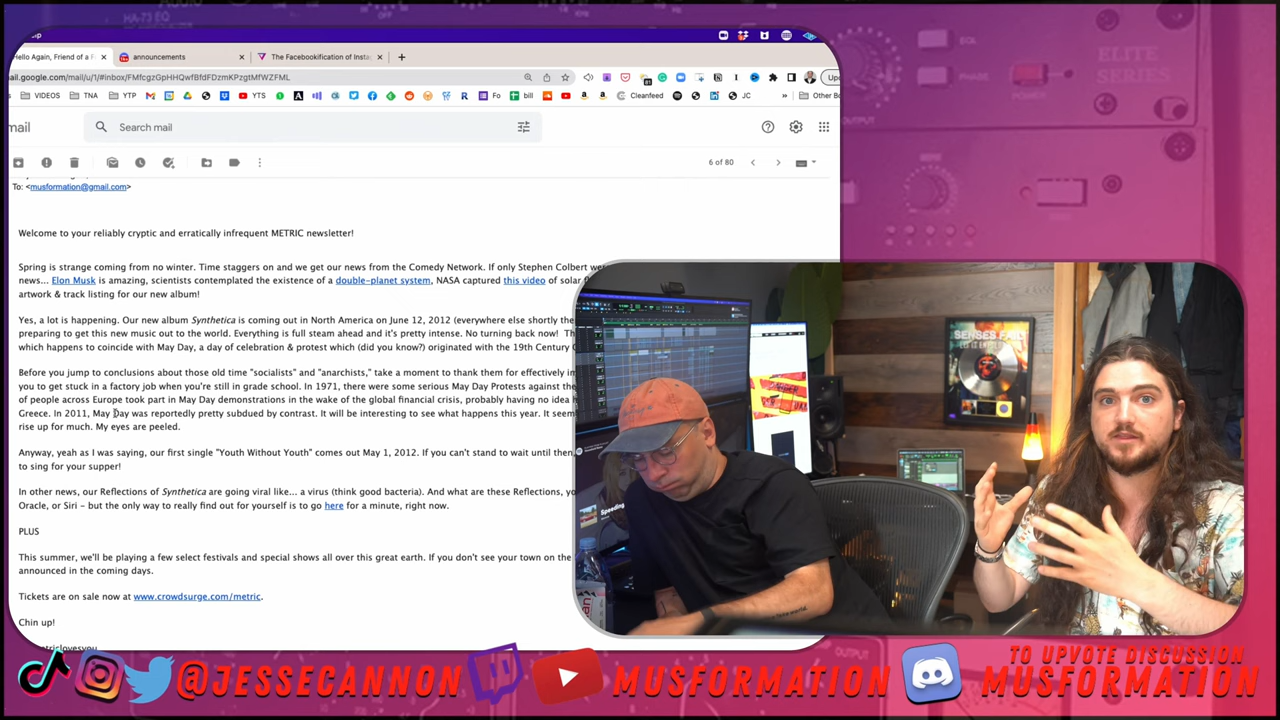 HA-73 EQ
ELITE
SERIES
EQL
PHASE
POWER
OUTPUT
Hello Again, Friend of a F
announcements
The Facebookification of Insta
ail.google.com/mail/u/1/#inbox/FMfcgzGpHHQwfBfdFDzmKPzgtMfWZFML
VIDEOS
TNA
YTP
YTS
Fo
bill
Cleanfeed
JC
Other Bo
mail
Search mail
6 of 80
To: <musformation@gmail.com>
Welcome to your reliably cryptic and erratically infrequent METRIC newsletter!
Spring is strange coming from no winter. Time staggers on and we get our news from the Comedy Network. If only Stephen Colbert we
news... Elon Musk is amazing, scientists contemplated the existence of a double-planet system, NASA captured this video of solar f
artwork & track listing for our new album!
Yes, a lot is happening. Our new album Synthetica is coming out in North America on June 12, 2012 (everywhere else shortly the
preparing to get this new music out to the world. Everything is full steam ahead and it's pretty intense. No turning back now! Th
which happens to coincide with May Day, a day of celebration & protest which (did you know?) originated with the 19th Century C
Before you jump to conclusions about those old time "socialists" and "anarchists," take a moment to thank them for effectively in
you to get stuck in a factory job when you're still in grade school. In 1971, there were some serious May Day Protests against the
of people across Europe took part in May Day demonstrations in the wake of the global financial crisis, probably having no idea h
Greece. In 2011, May Day was reportedly pretty subdued by contrast. It will be interesting to see what happens this year. It seem
rise up for much. My eyes are peeled.
Anyway, yeah as I was saying, our first single "Youth Without Youth" comes out May 1, 2012. If you can't stand to wait until then,
to sing for your supper!
In other news, our Reflections of Synthetica are going viral like... a virus (think good bacteria). And what are these Reflections, yo
Oracle, or Siri – but the only way to really find out for yourself is to go here for a minute, right now.
PLUS
This summer, we'll be playing a few select festivals and special shows all over this great earth. If you don't see your town on the
announced in the coming days.
Tickets are on sale now at www.crowdsurge.com/metric.
Chin up!
triclovesyou
SENSES FAIL
Speeding
@JESSECANNON
MUSFORMATION
TO UPVOTE DISCUSSION
MUSFORMATION